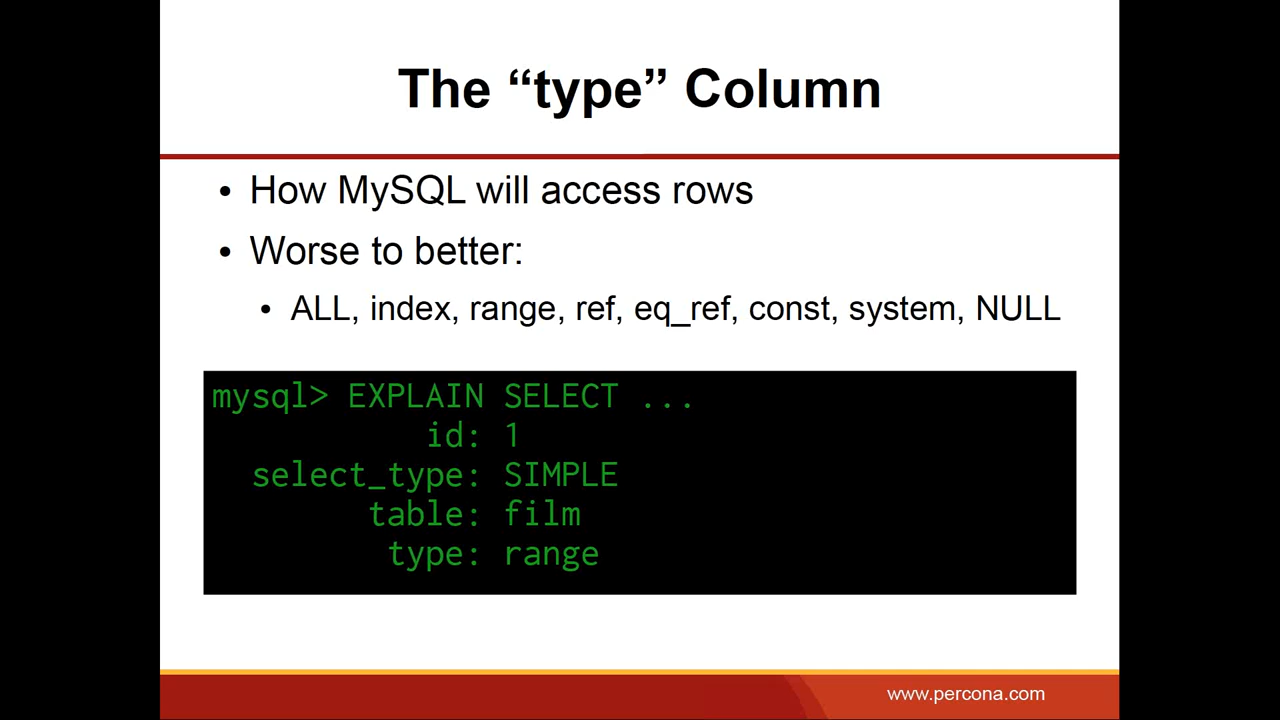 The “type” Column
• How MySQL will access rows
• Worse to better:
• ALL, index, range, ref, eq_ref, const, system, NULL
mysql> EXPLAIN SELECT ...
id: 1
select_type: SIMPLE
table: film
type: range
www.percona.com